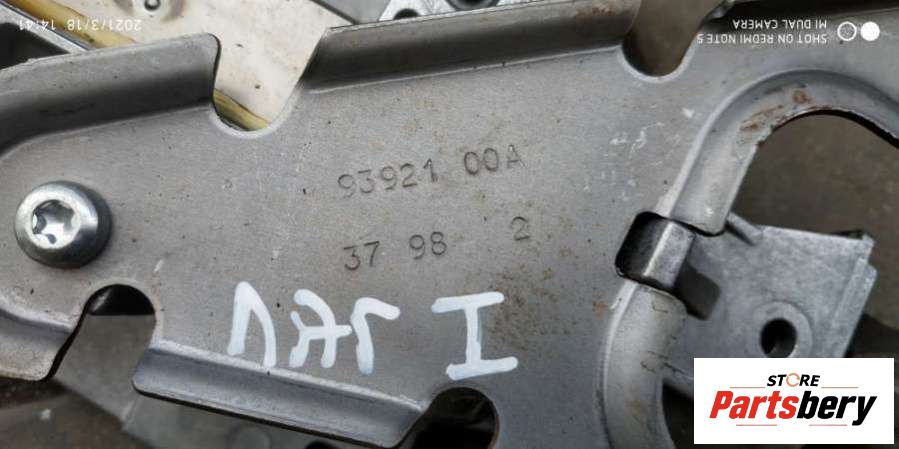 2021/3/18 14:41
SHOT ON REDMI NOTE 5
MI DUAL CAMERA
93921 00A
37 98 2
I
STORE
Partsbery